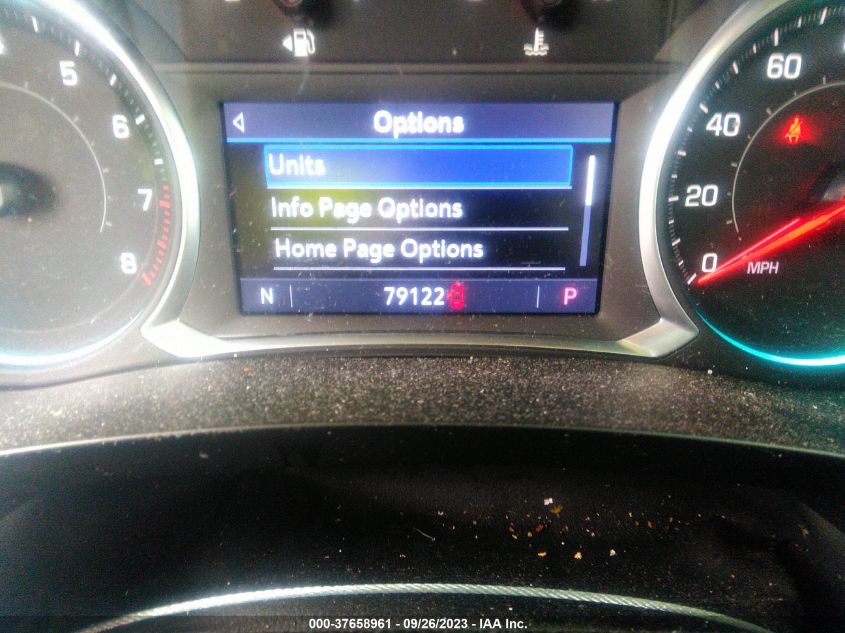 5
6
7
8
Options
Units
Info Page Options
Home Page Options
N 79122 P
60
40
20
0
MPH
000-37658961 – 09/26/2023 – IAA Inc.